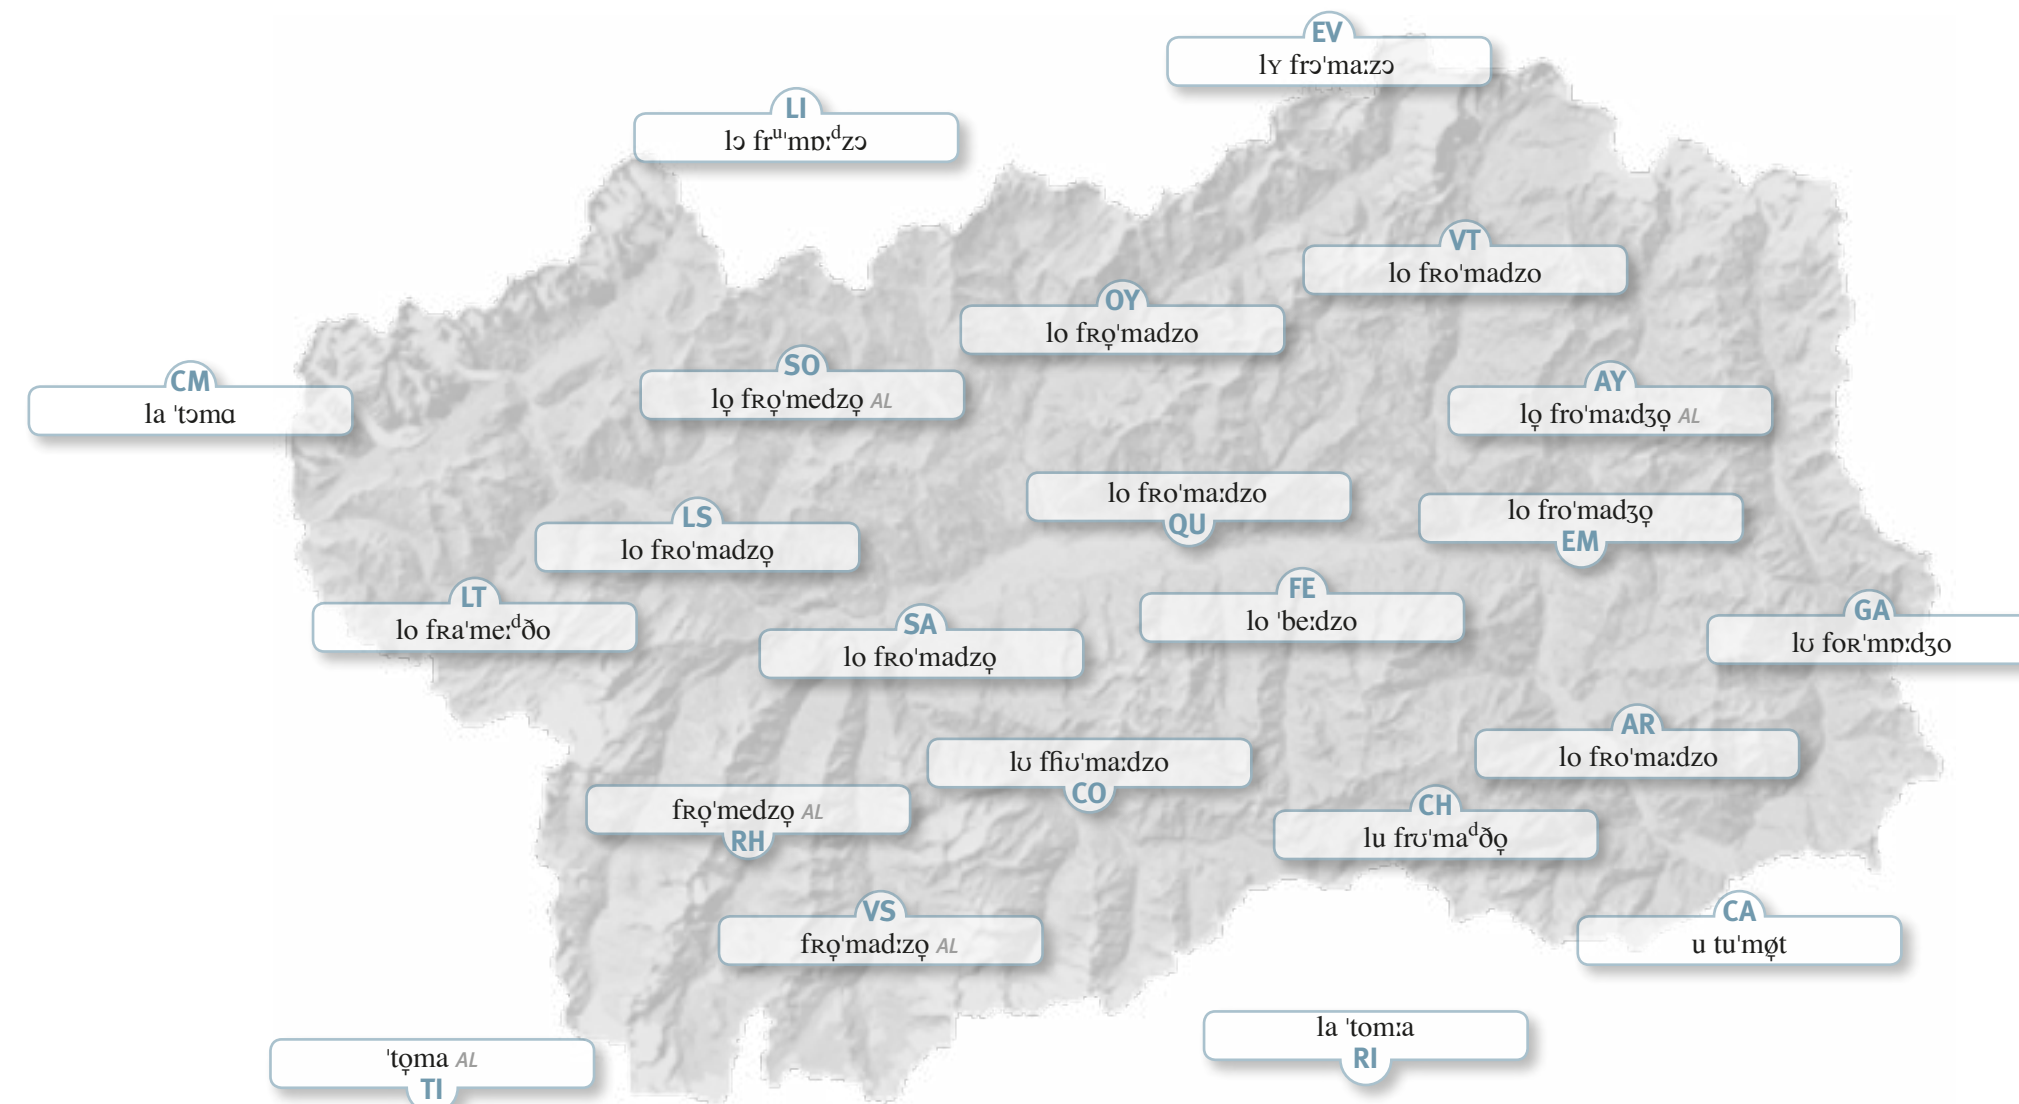 EV
lʏ frɔˈmaːzɔ
LI
lɔ frᵘˈmɒːᵈzɔ
VT
lo fʀoˈmadzo
OY
lo fʀo̞ˈmadzo
SO
lo̞ fʀo̞ˈmedzo̞ AL
CM
la ˈtɔmɑ
AY
lo̞ froˈmaːdʒo̞ AL
lo fʀoˈmaːdzo
QU
lo froˈmadʒo̞
EM
LS
lo fʀoˈmadzo̞
FE
lo ˈbeːdzo
LT
lo fʀaˈmeːᵈðo
SA
lo fʀoˈmadzo̞
GA
lʊ foʀˈmɒːdʒo
AR
lo fʀoˈmaːdzo
lʊ fɦʊˈmaːdzo
CO
fʀo̞ˈmedzo̞ AL
RH
CH
lu frʊˈmaᵈðo̞
VS
fʀo̞ˈmadːzo̞ AL
CA
u tuˈmø̞t
la ˈtomːa
RI
ˈto̞ma AL
TI